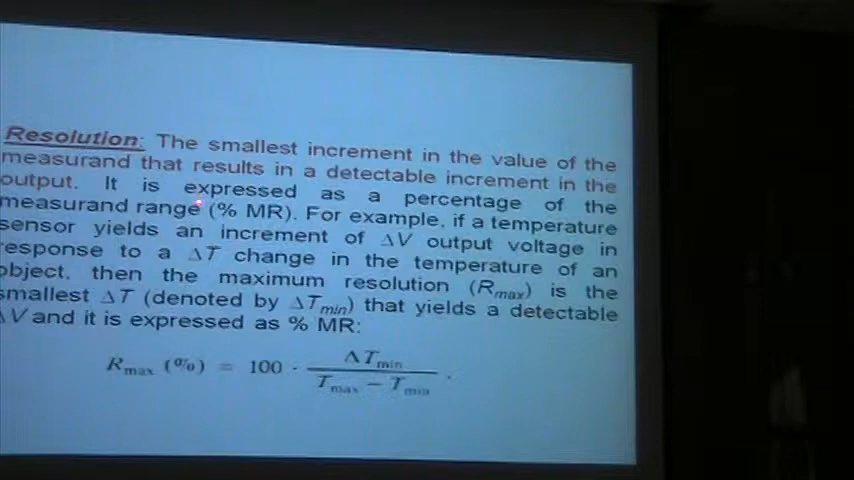 Resolution: The smallest increment in the value of the
measurand that results in a detectable increment in the
output. It is expressed as a percentage of the
measurand range (% MR). For example, if a temperature
sensor yields an increment of ΔV output voltage in
response to a ΔT change in the temperature of an
object, then the maximum resolution (Rmax) is the
smallest ΔT (denoted by ΔTmin) that yields a detectable
ΔV and it is expressed as % MR:
Rmax (%) = 100 · ΔTmin / Tmax − Tmin .